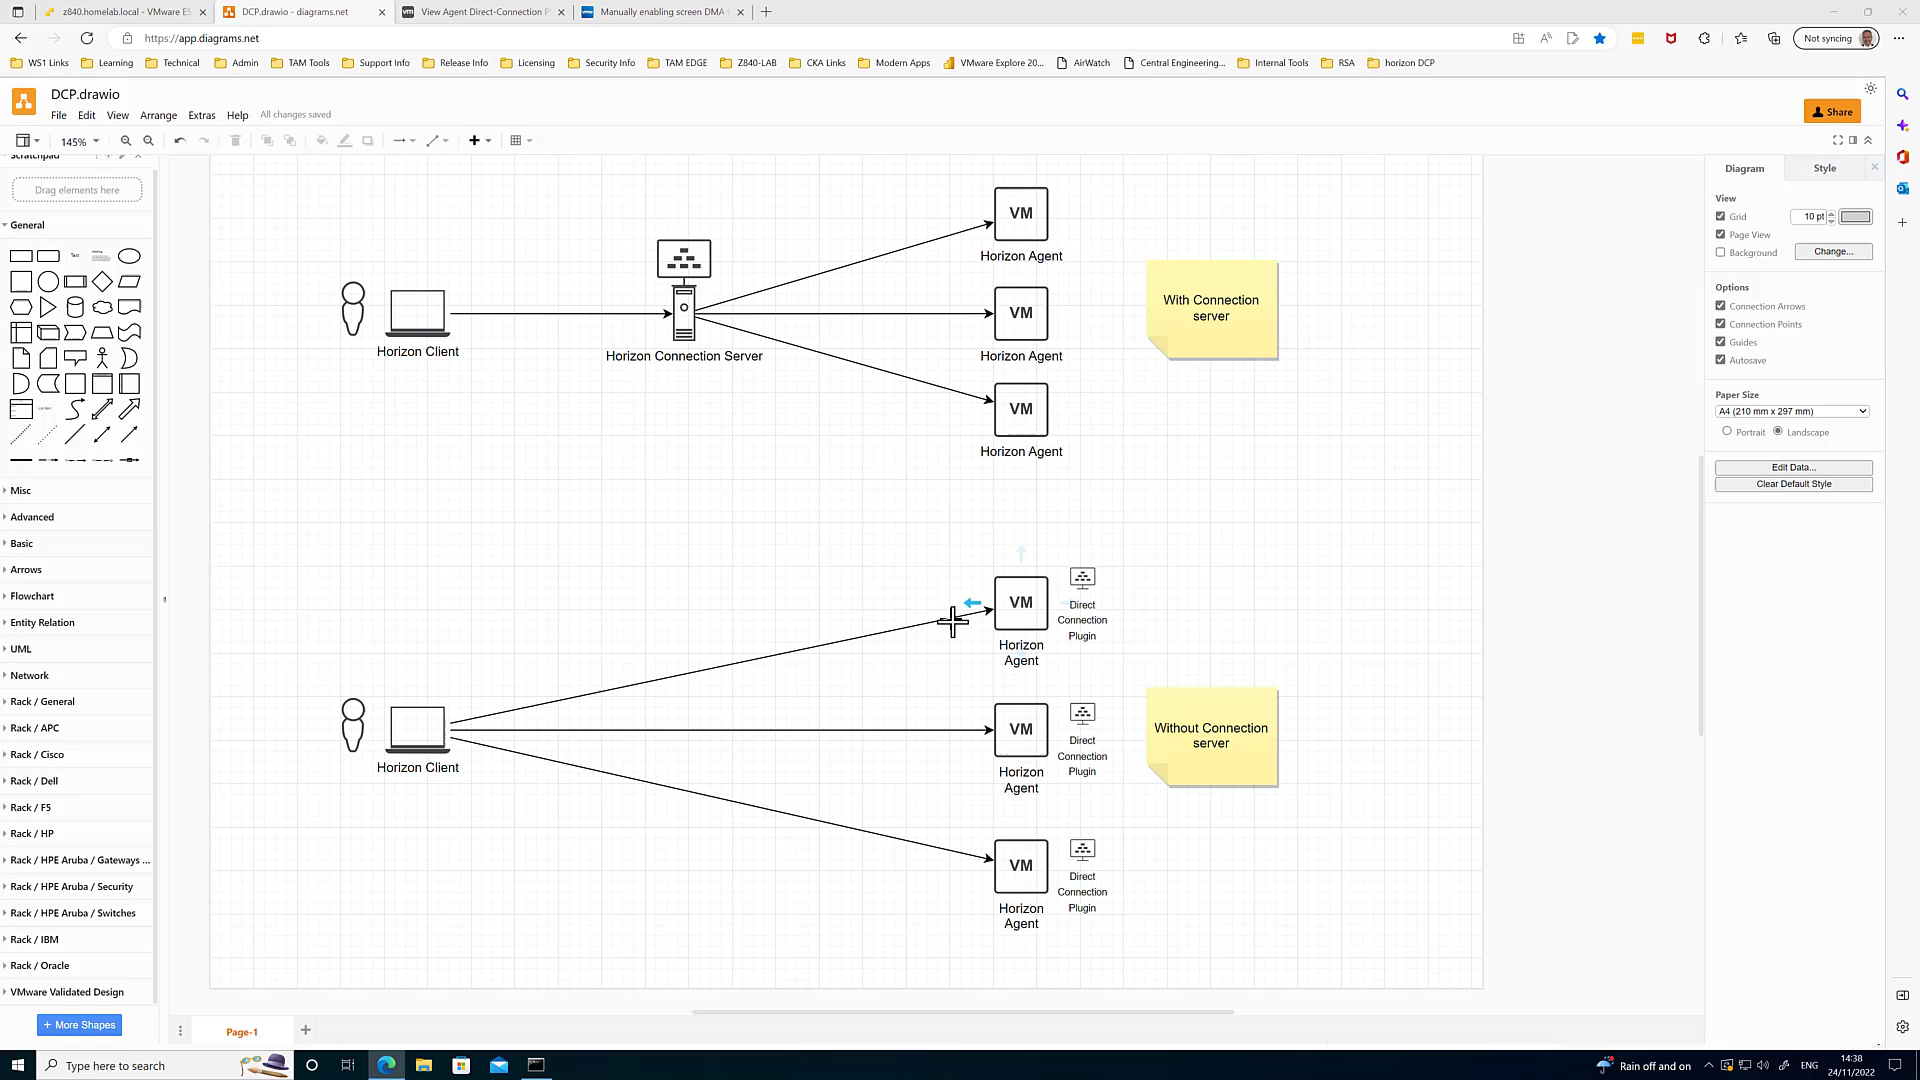 z840.homelab.local - VMware ES
DCP.drawio - diagrams.net
View Agent Direct-Connection P
Manually enabling screen DMA i
https://app.diagrams.net
Not syncing
WS1 Links
Learning
Technical
Admin
TAM Tools
Support Info
Release Info
Licensing
Security Info
TAM EDGE
Z840-LAB
CKA Links
Modern Apps
VMware Explore 20...
AirWatch
Central Engineering...
Internal Tools
RSA
horizon DCP
DCP.drawio
File
Edit
View
Arrange
Extras
Help
All changes saved
Share
145%
Scratchpad
Drag elements here
General
Text
Misc
Advanced
Basic
Arrows
Flowchart
Entity Relation
UML
Network
Rack / General
Rack / APC
Rack / Cisco
Rack / Dell
Rack / F5
Rack / HP
Rack / HPE Aruba / Gateways ...
Rack / HPE Aruba / Security
Rack / HPE Aruba / Switches
Rack / IBM
Rack / Oracle
VMware Validated Design
+ More Shapes
VM
Horizon Agent
Horizon Client
Horizon Connection Server
VM
Horizon Agent
VM
Horizon Agent
With Connection
server
VM
Horizon
Agent
Direct
Connection
Plugin
Horizon Client
VM
Horizon
Agent
Direct
Connection
Plugin
Without Connection
server
VM
Horizon
Agent
Direct
Connection
Plugin
Page-1
Diagram
Style
View
Grid
10 pt
Page View
Background
Change...
Options
Connection Arrows
Connection Points
Guides
Autosave
Paper Size
A4 (210 mm x 297 mm)
Portrait
Landscape
Edit Data...
Clear Default Style
Type here to search
Rain off and on
ENG
14:38
24/11/2022